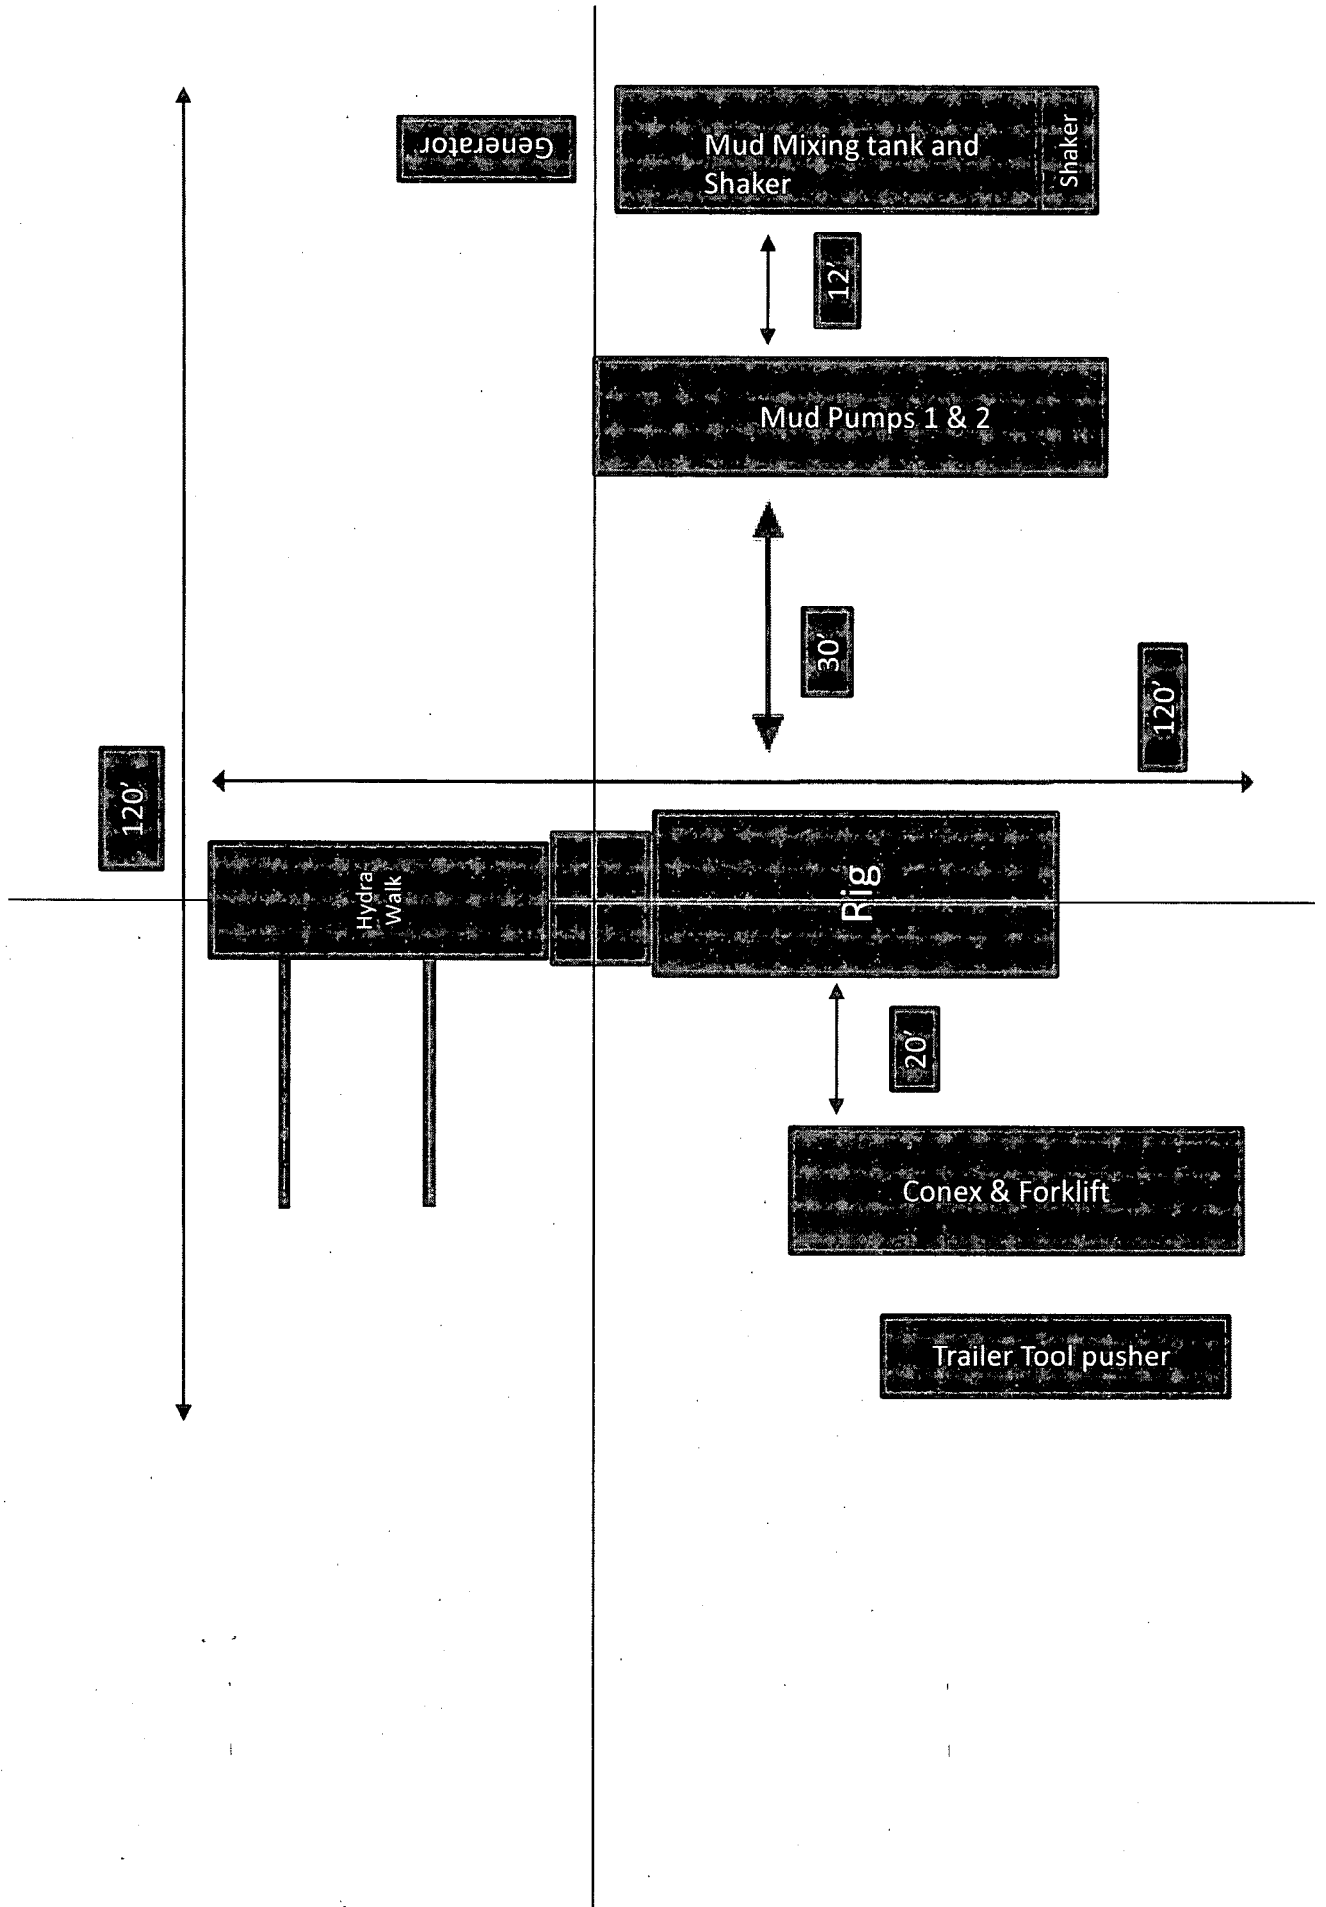 Generator
Mud Mixing tank and
Shaker
Shaker
12’
Mud Pumps 1 & 2
30’
120’
120’
Hydra
Walk
Rig
20’
Conex & Forklift
Trailer Tool pusher